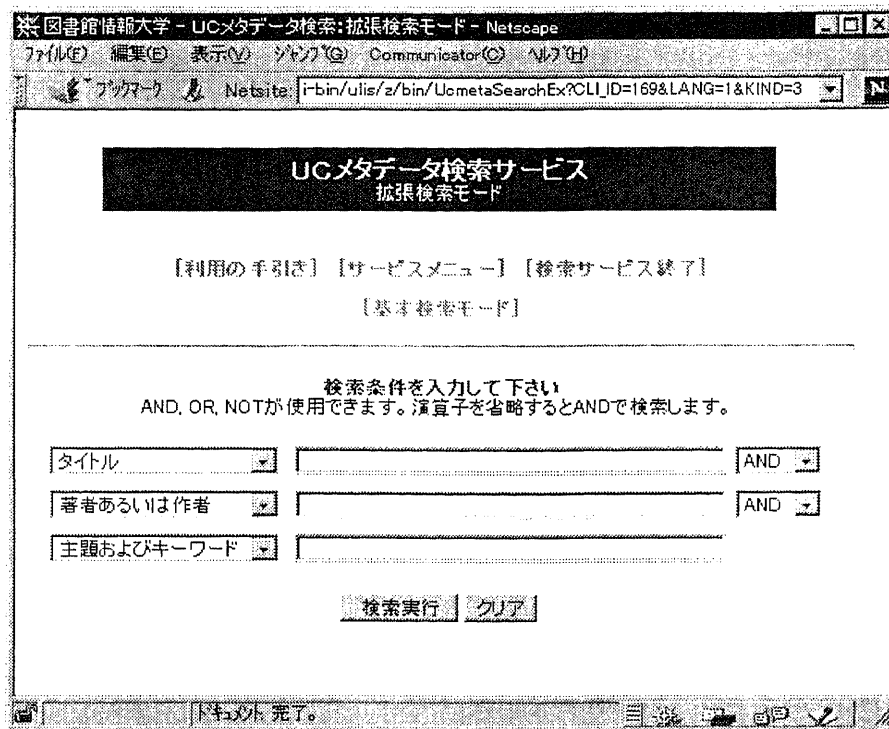 図書館情報大学 - UCメタデータ検索:拡張検索モード - Netscape
ファイル(F) 編集(E) 表示(V) ジャンプ(G) Communicator(C) ヘルプ(H)
ブックマーク Netsite: i-bin/ulis/z/bin/UcmetaSearchEx?CLI_ID=169&LANG=1&KIND=3
UCメタデータ検索サービス
拡張検索モード
[利用の手引き] [サービスメニュー] [検索サービス終了]
[基本検索モード]
検索条件を入力して下さい
AND, OR, NOTが使用できます。演算子を省略するとANDで検索します。
タイトル AND
著者あるいは作者 AND
主題およびキーワード
検索実行 クリア
ドキュメント: 完了。